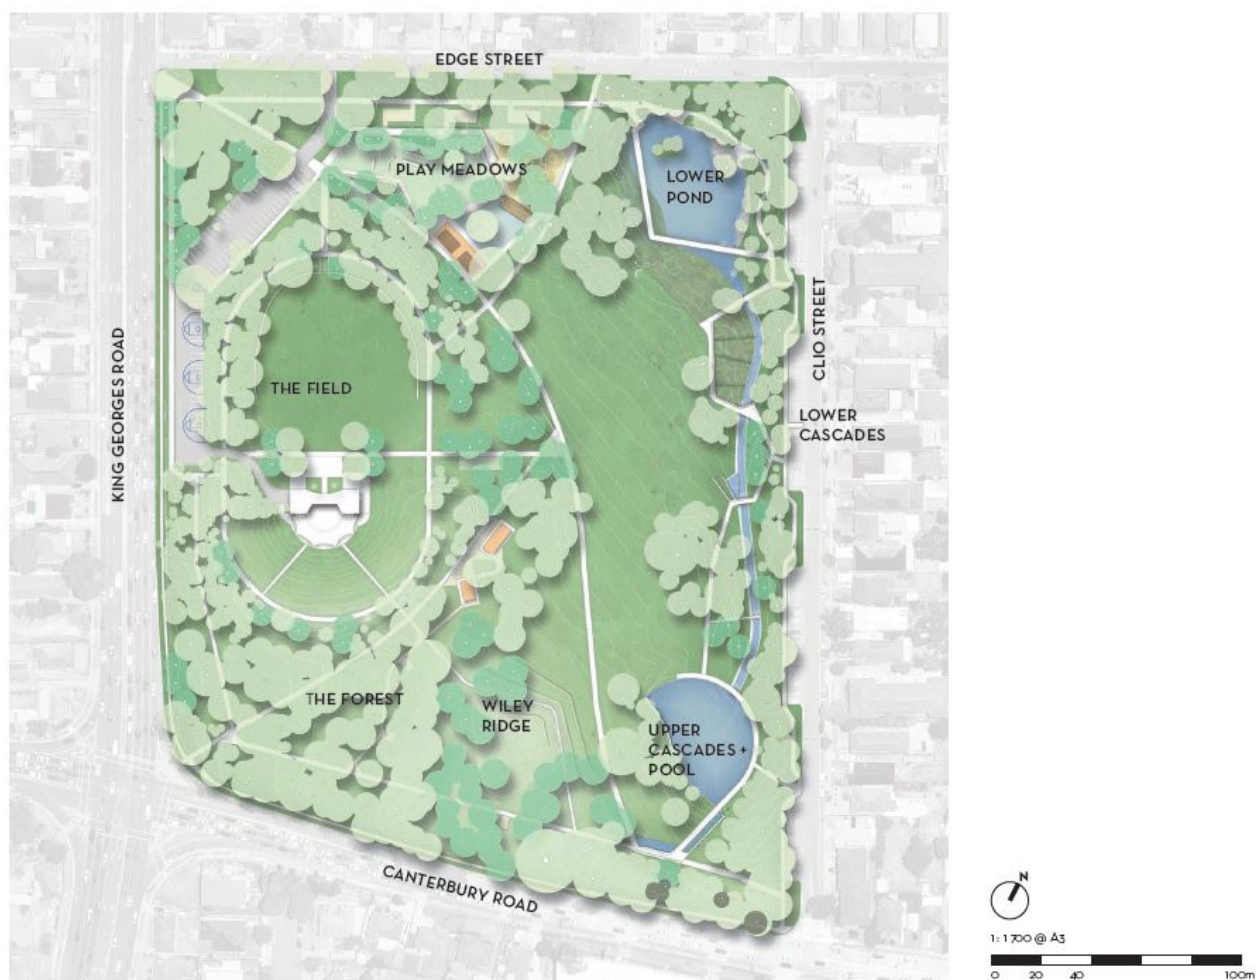 EDGE STREET
PLAY MEADOWS
LOWER
POND
KING GEORGES ROAD
CLIO STREET
THE FIELD
LOWER
CASCADES
THE FOREST
WILEY
RIDGE
UPPER
CASCADES +
POOL
CANTERBURY ROAD
N
1: 1700 @ A3
0 20 40 100m